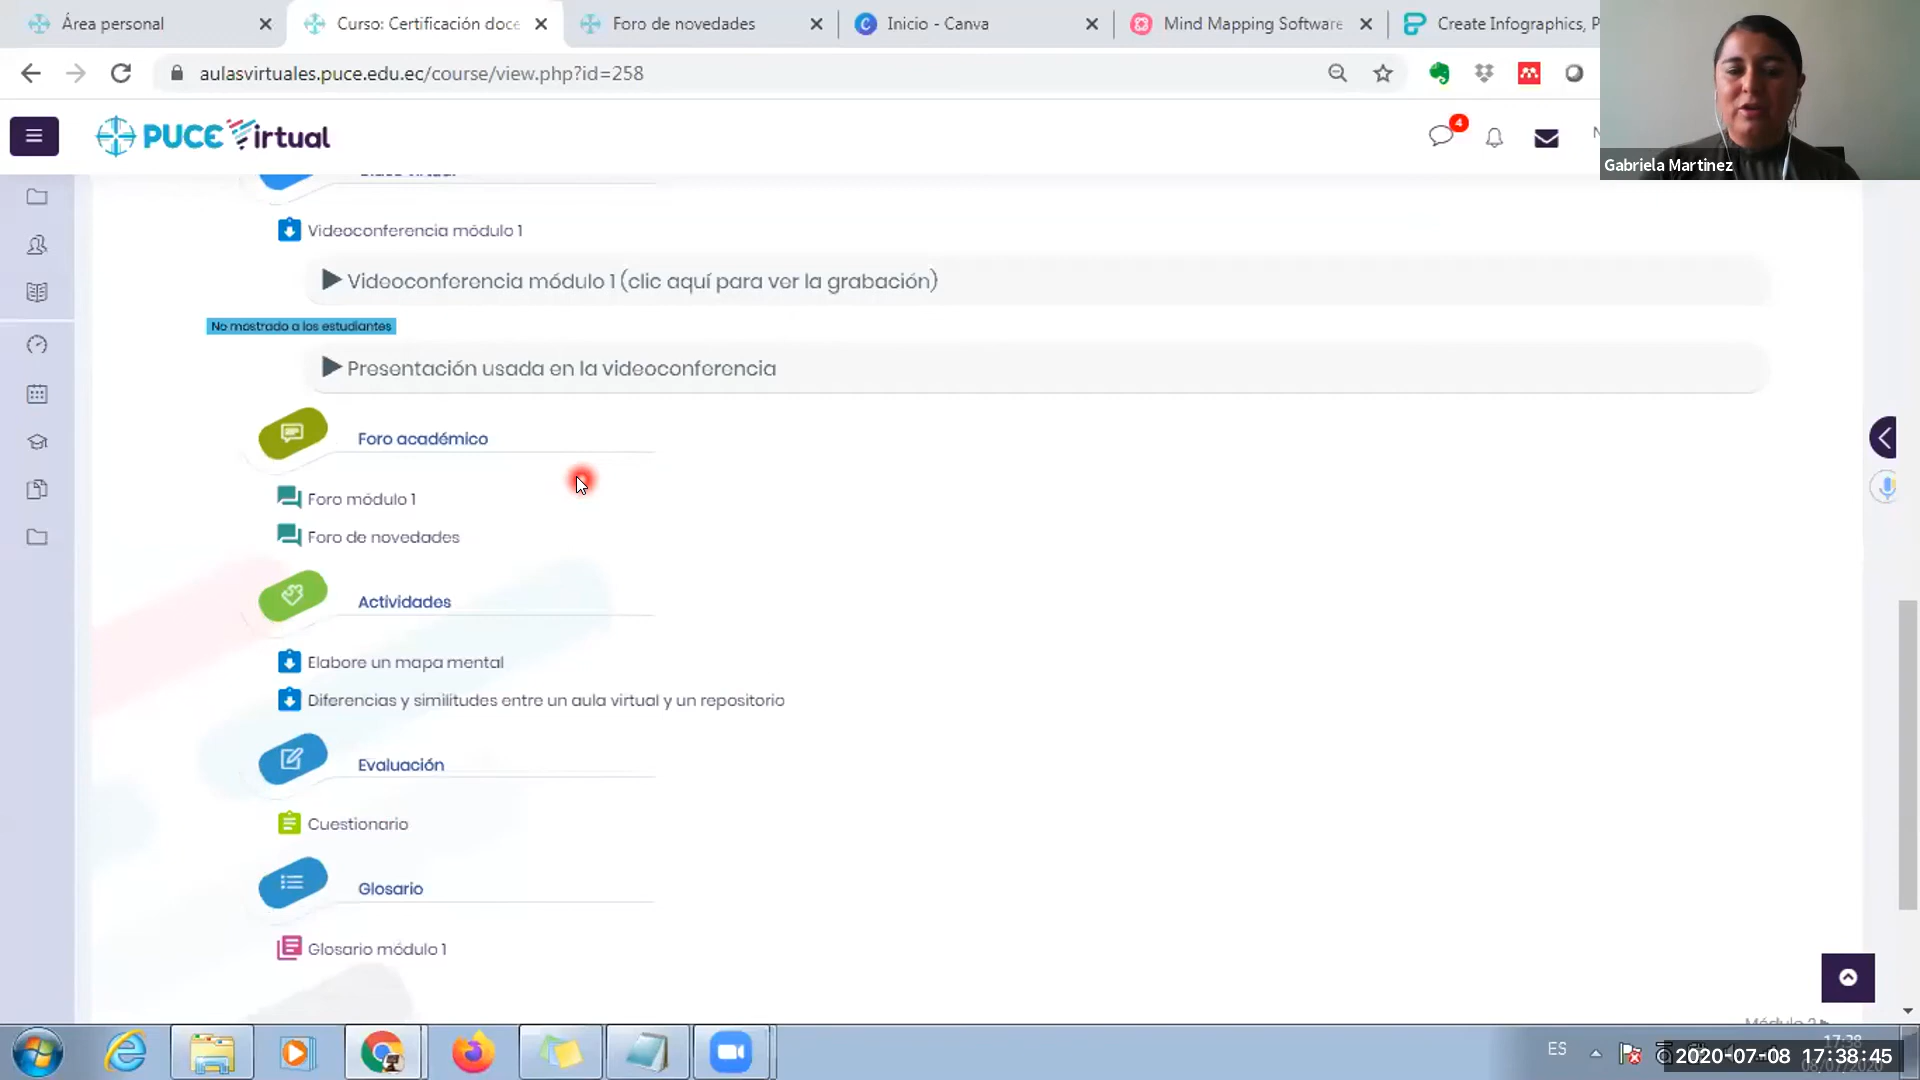 Área personal
Curso: Certificación doce
Foro de novedades
Inicio - Canva
Mind Mapping Software
Create Infographics, P
aulasvirtuales.puce.edu.ec/course/view.php?id=258
PUCE Virtual
4
Gabriela Martinez
Videoconferencia módulo 1
Videoconferencia módulo 1 (clic aquí para ver la grabación)
No mostrado a los estudiantes
Presentación usada en la videoconferencia
Foro académico
Foro módulo 1
Foro de novedades
Actividades
Elabore un mapa mental
Diferencias y similitudes entre un aula virtual y un repositorio
Evaluación
Cuestionario
Glosario
Glosario módulo 1
ES
17:38
2020-07-08 17:38:45